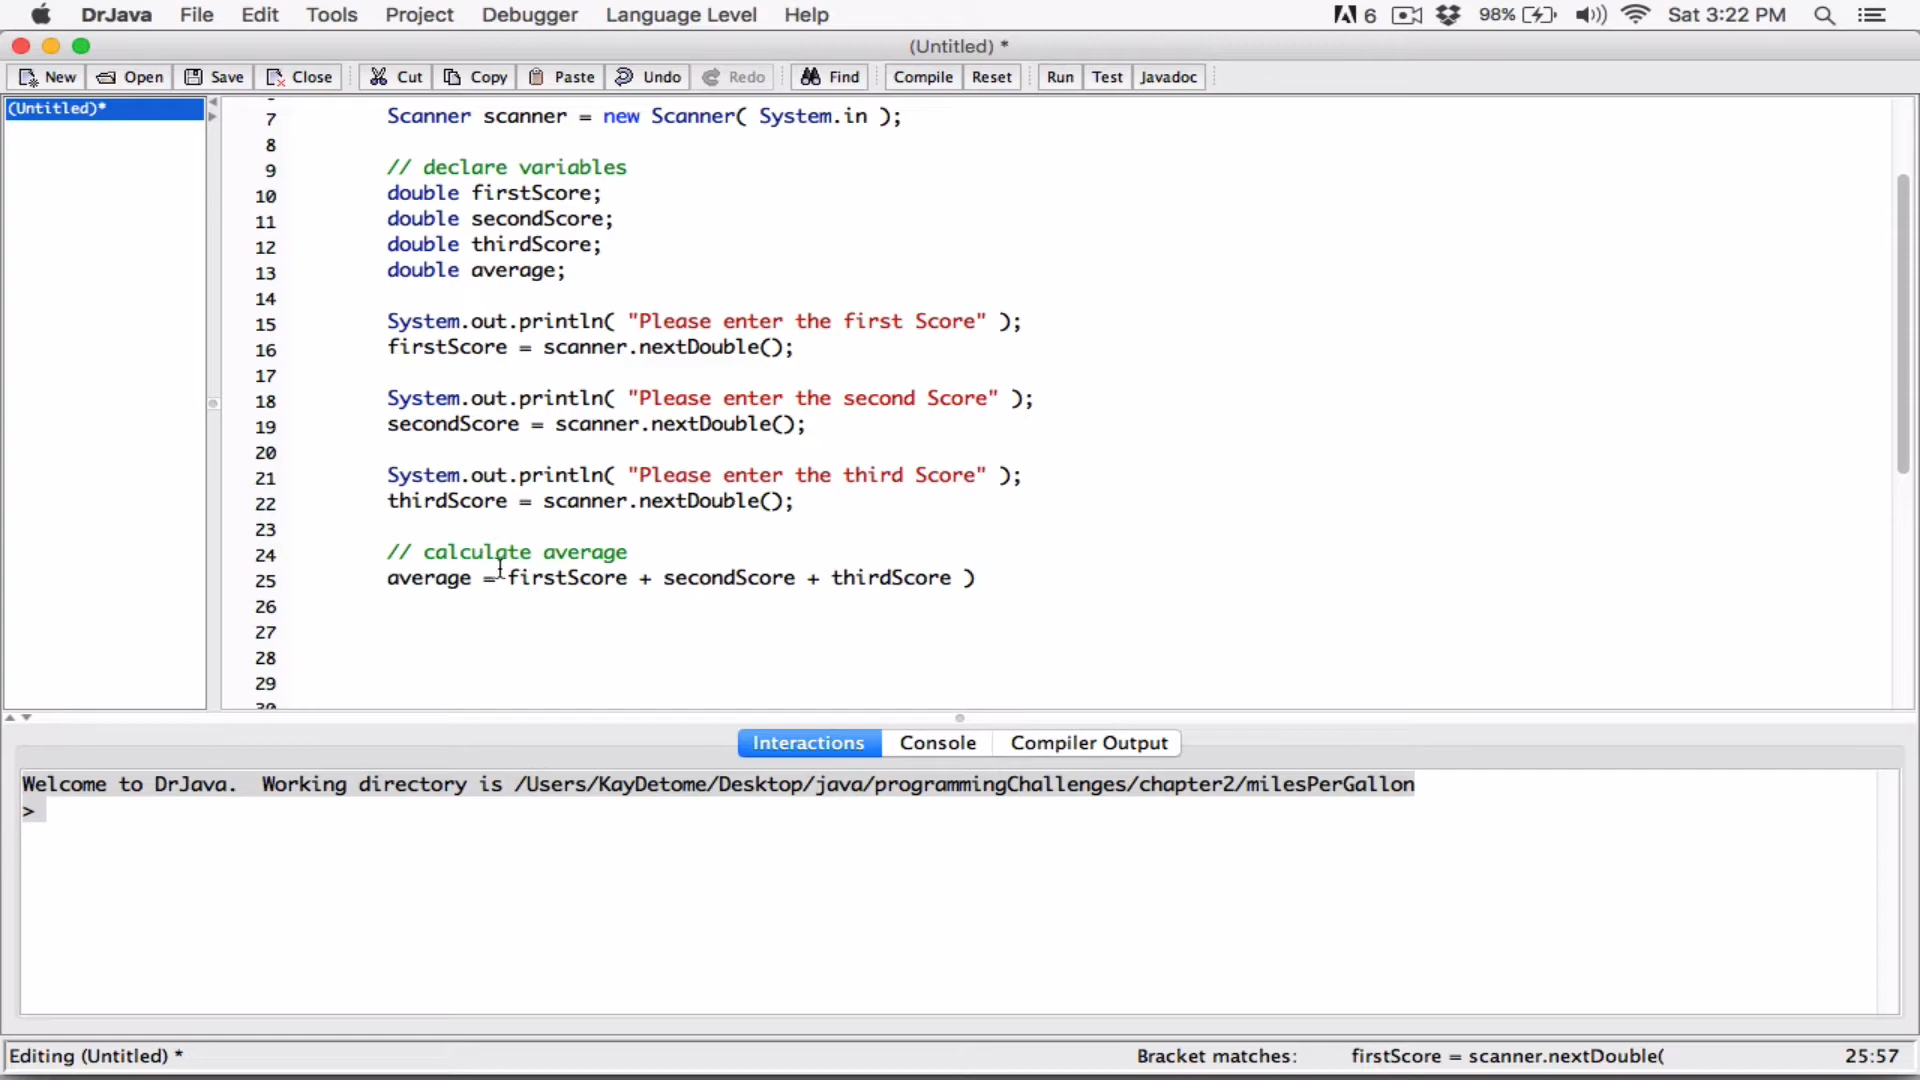 DrJava File Edit Tools Project Debugger Language Level Help 6 98% Sat 3:22 PM
(Untitled) *
New Open Save Close Cut Copy Paste Undo Redo Find Compile Reset Run Test Javadoc
(Untitled)*
7 Scanner scanner = new Scanner( System.in );
8
9 // declare variables
10 double firstScore;
11 double secondScore;
12 double thirdScore;
13 double average;
14
15 System.out.println( "Please enter the first Score" );
16 firstScore = scanner.nextDouble();
17
18 System.out.println( "Please enter the second Score" );
19 secondScore = scanner.nextDouble();
20
21 System.out.println( "Please enter the third Score" );
22 thirdScore = scanner.nextDouble();
23
24 // calculate average
25 average = firstScore + secondScore + thirdScore )
26
27
28
29
30
Interactions Console Compiler Output
Welcome to DrJava. Working directory is /Users/KayDetome/Desktop/java/programmingChallenges/chapter2/milesPerGallon
>
Editing (Untitled) * Bracket matches: firstScore = scanner.nextDouble( 25:57